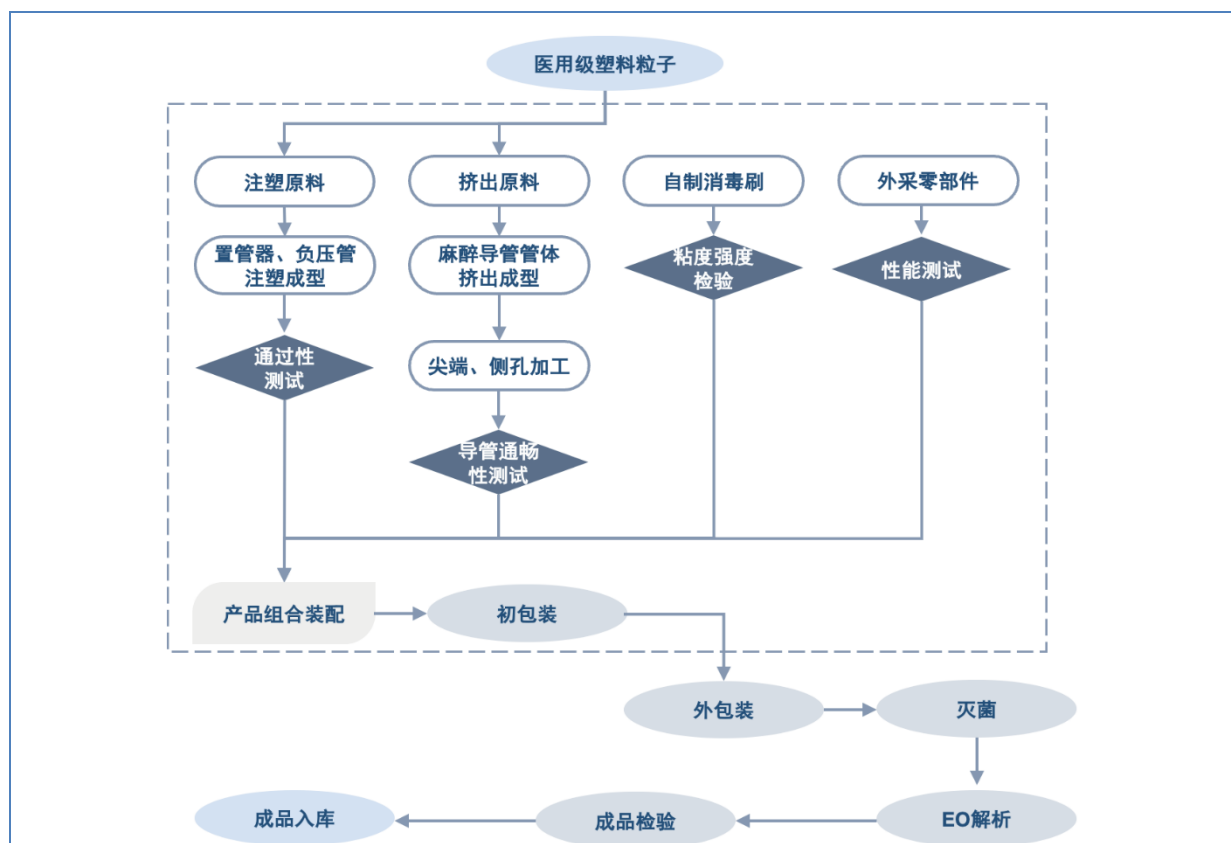 医用级塑料粒子
注塑原料
挤出原料
自制消毒刷
外采零部件
置管器、负压管
注塑成型
麻醉导管管体
挤出成型
粘度强度
检验
性能测试
通过性
测试
尖端、侧孔加工
导管通畅
性测试
产品组合装配
初包装
外包装
灭菌
成品入库
成品检验
EO解析